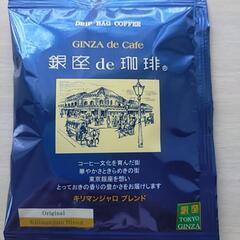 DRIP BAG COFFEE
GINZA de Cafe
銀座 de 珈琲®
コーヒー文化を育んだ街
華やかさときらめきの街
東京銀座を想い
とっておきの香りの豊かさをお届けします
キリマンジャロ ブレンド
Original
Kilimanjaro Blend
銀座
TOKYO
GINZA